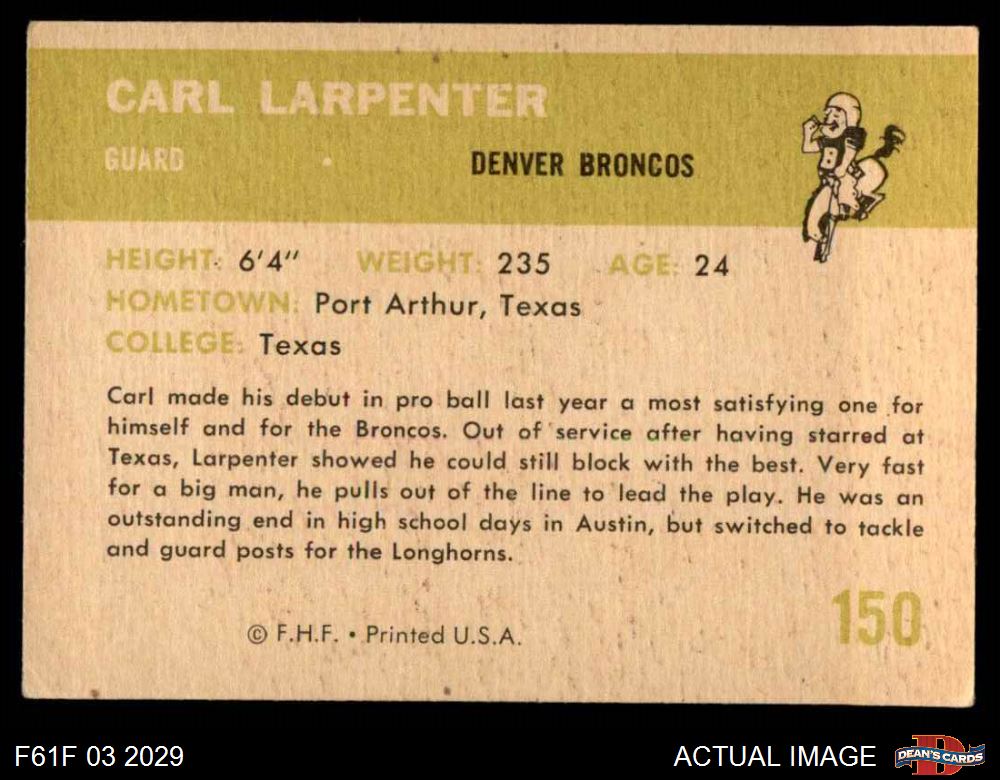 CARL LARPENTER
GUARD
DENVER BRONCOS
HEIGHT: 6'4" WEIGHT: 235 AGE: 24
HOMETOWN: Port Arthur, Texas
COLLEGE: Texas
Carl made his debut in pro ball last year a most satisfying one for
himself and for the Broncos. Out of service after having starred at
Texas, Larpenter showed he could still block with the best. Very fast
for a big man, he pulls out of the line to lead the play. He was an
outstanding end in high school days in Austin, but switched to tackle
and guard posts for the Longhorns.
150
© F.H.F. • Printed U.S.A.
F61F 03 2029
ACTUAL IMAGE
D
DEAN'S CARDS
8